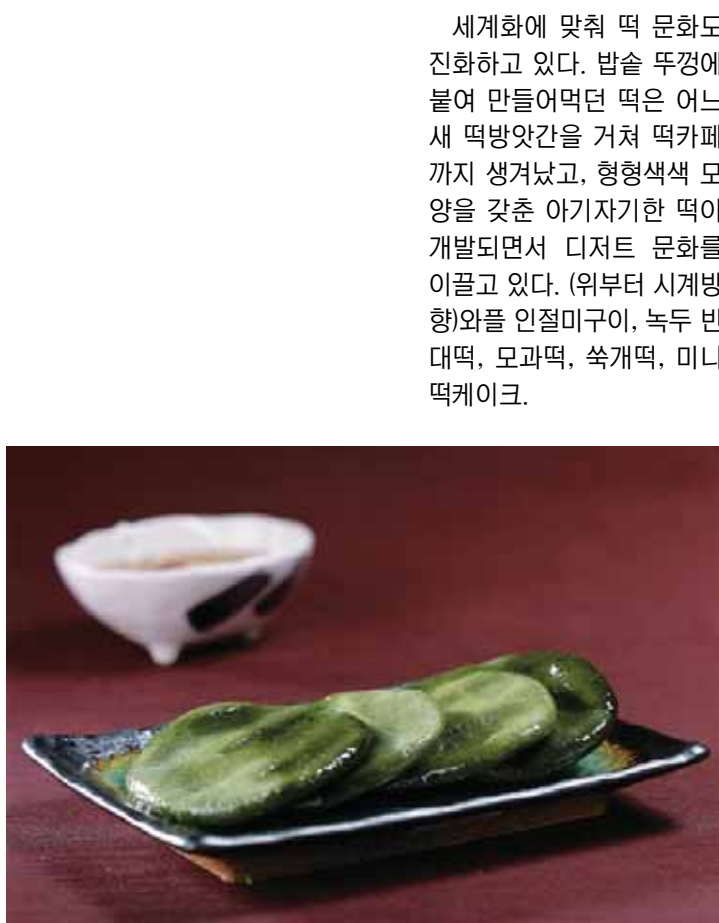 세계화에 맞춰 떡 문화도
진화하고 있다. 밥솥 뚜껑에
붙여 만들어먹던 떡은 어느
새 떡방앗간을 거쳐 떡카페
까지 생겨났고, 형형색색 모
양을 갖춘 아기자기한 떡이
개발되면서 디저트 문화를
이끌고 있다. (위부터 시계방
향)와플 인절미구이, 녹두 빈
대떡, 모과떡, 쑥개떡, 미니
떡케이크.